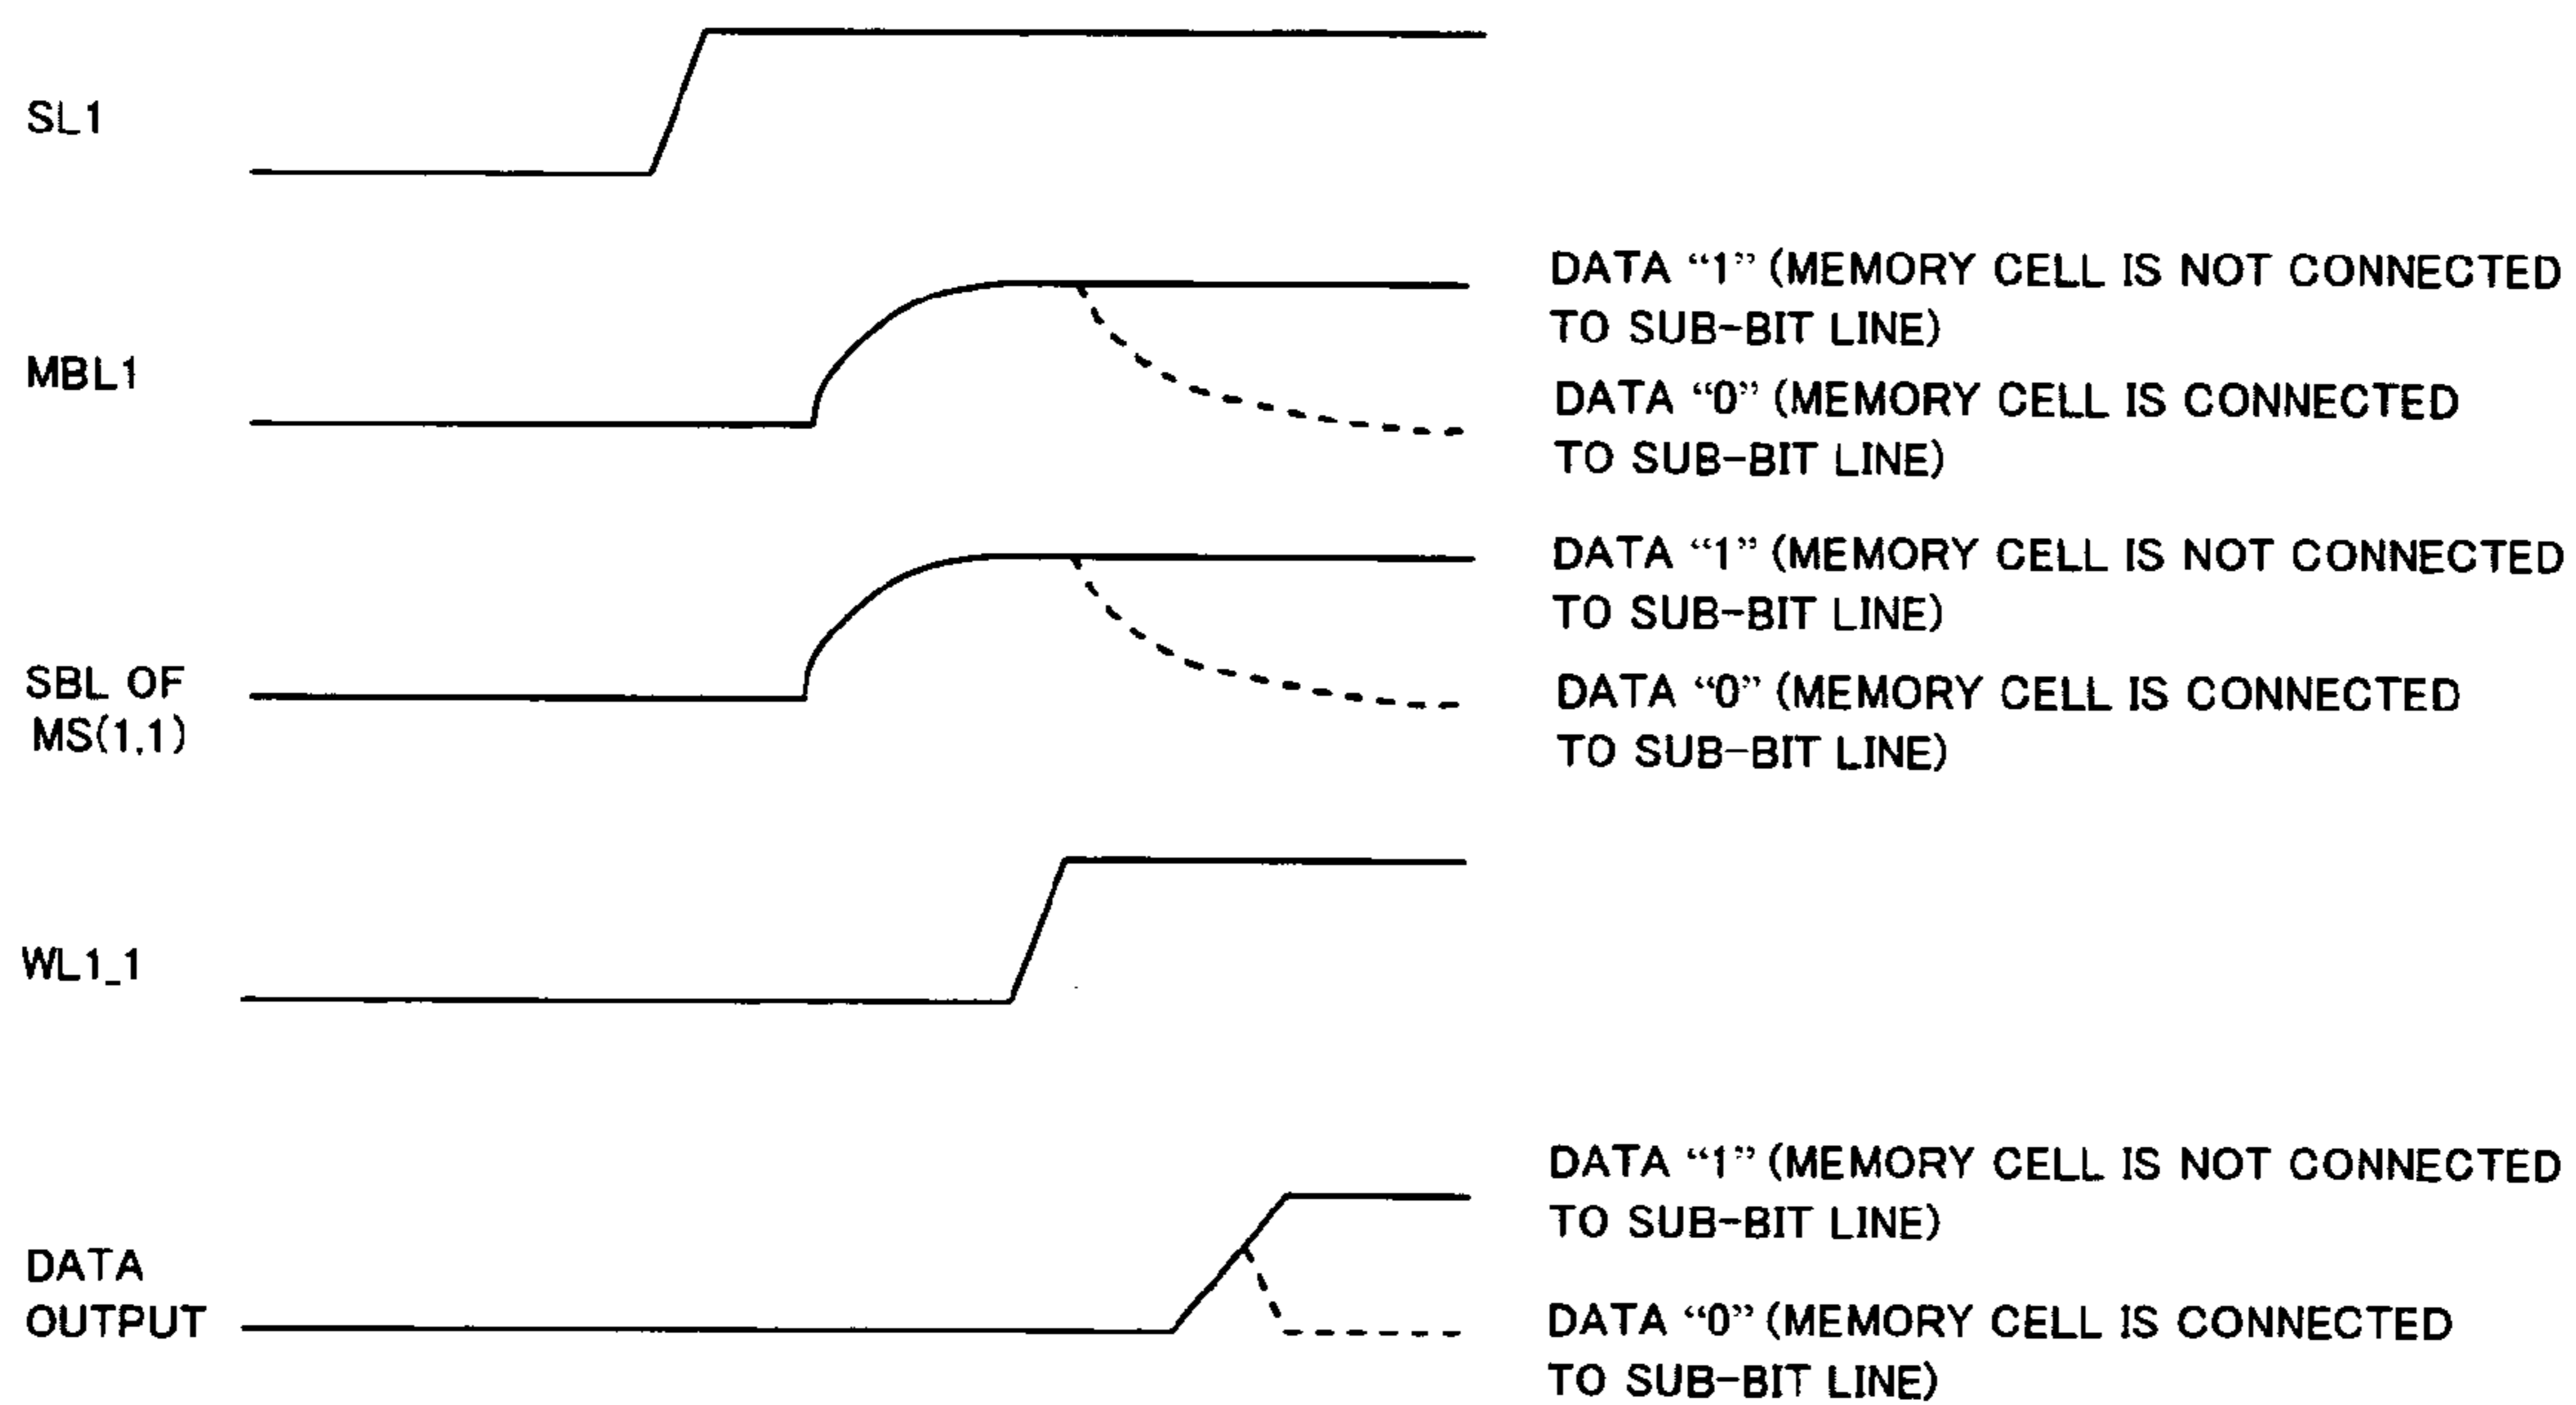 SL1
MBL1
DATA “1” (MEMORY CELL IS NOT CONNECTED
TO SUB-BIT LINE)
DATA “0” (MEMORY CELL IS CONNECTED
TO SUB-BIT LINE)
SBL OF
MS(1,1)
DATA “1” (MEMORY CELL IS NOT CONNECTED
TO SUB-BIT LINE)
DATA “0” (MEMORY CELL IS CONNECTED
TO SUB-BIT LINE)
WL1_1
DATA
OUTPUT
DATA “1” (MEMORY CELL IS NOT CONNECTED
TO SUB-BIT LINE)
DATA “0” (MEMORY CELL IS CONNECTED
TO SUB-BIT LINE)